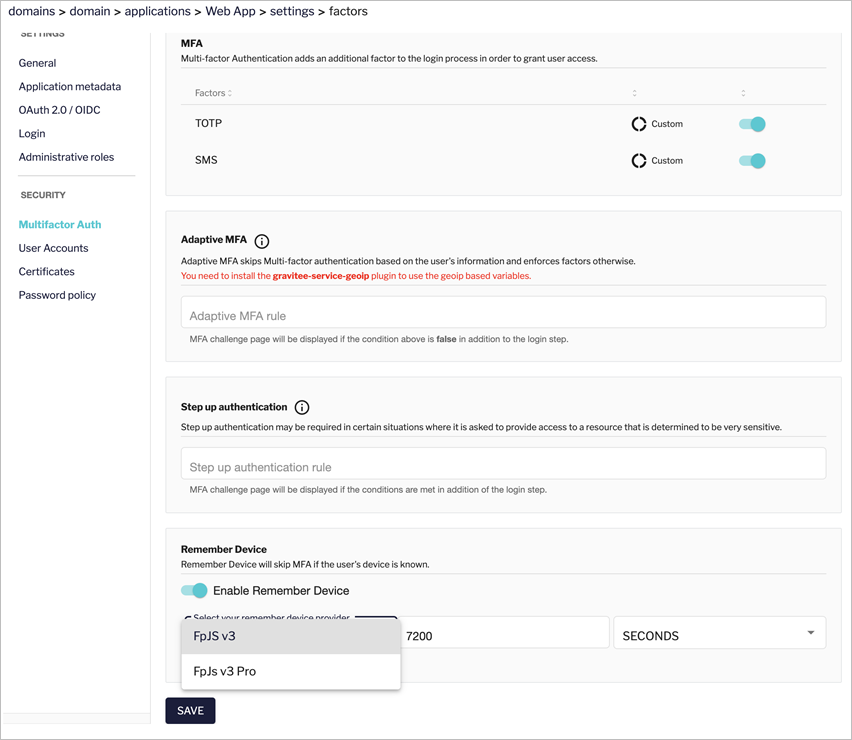 domains > domain > applications > Web App > settings > factors
SETTINGS
General
Application metadata
OAuth 2.0 / OIDC
Login
Administrative roles
SECURITY
Multifactor Auth
User Accounts
Certificates
Password policy
MFA
Multi-factor Authentication adds an additional factor to the login process in order to grant user access.
Factors
TOTP Custom
SMS Custom
Adaptive MFA
Adaptive MFA skips Multi-factor authentication based on the user's information and enforces factors otherwise.
You need to install the gravitee-service-geoip plugin to use the geoip based variables.
Adaptive MFA rule
MFA challenge page will be displayed if the condition above is false in addition to the login step.
Step up authentication
Step up authentication may be required in certain situations where it is asked to provide access to a resource that is determined to be very sensitive.
Step up authentication rule
MFA challenge page will be displayed if the conditions are met in addition of the login step.
Remember Device
Remember Device will skip MFA if the user's device is known.
Enable Remember Device
Select your remember device provider
FpJS v3 7200 SECONDS
FpJs v3 Pro
SAVE